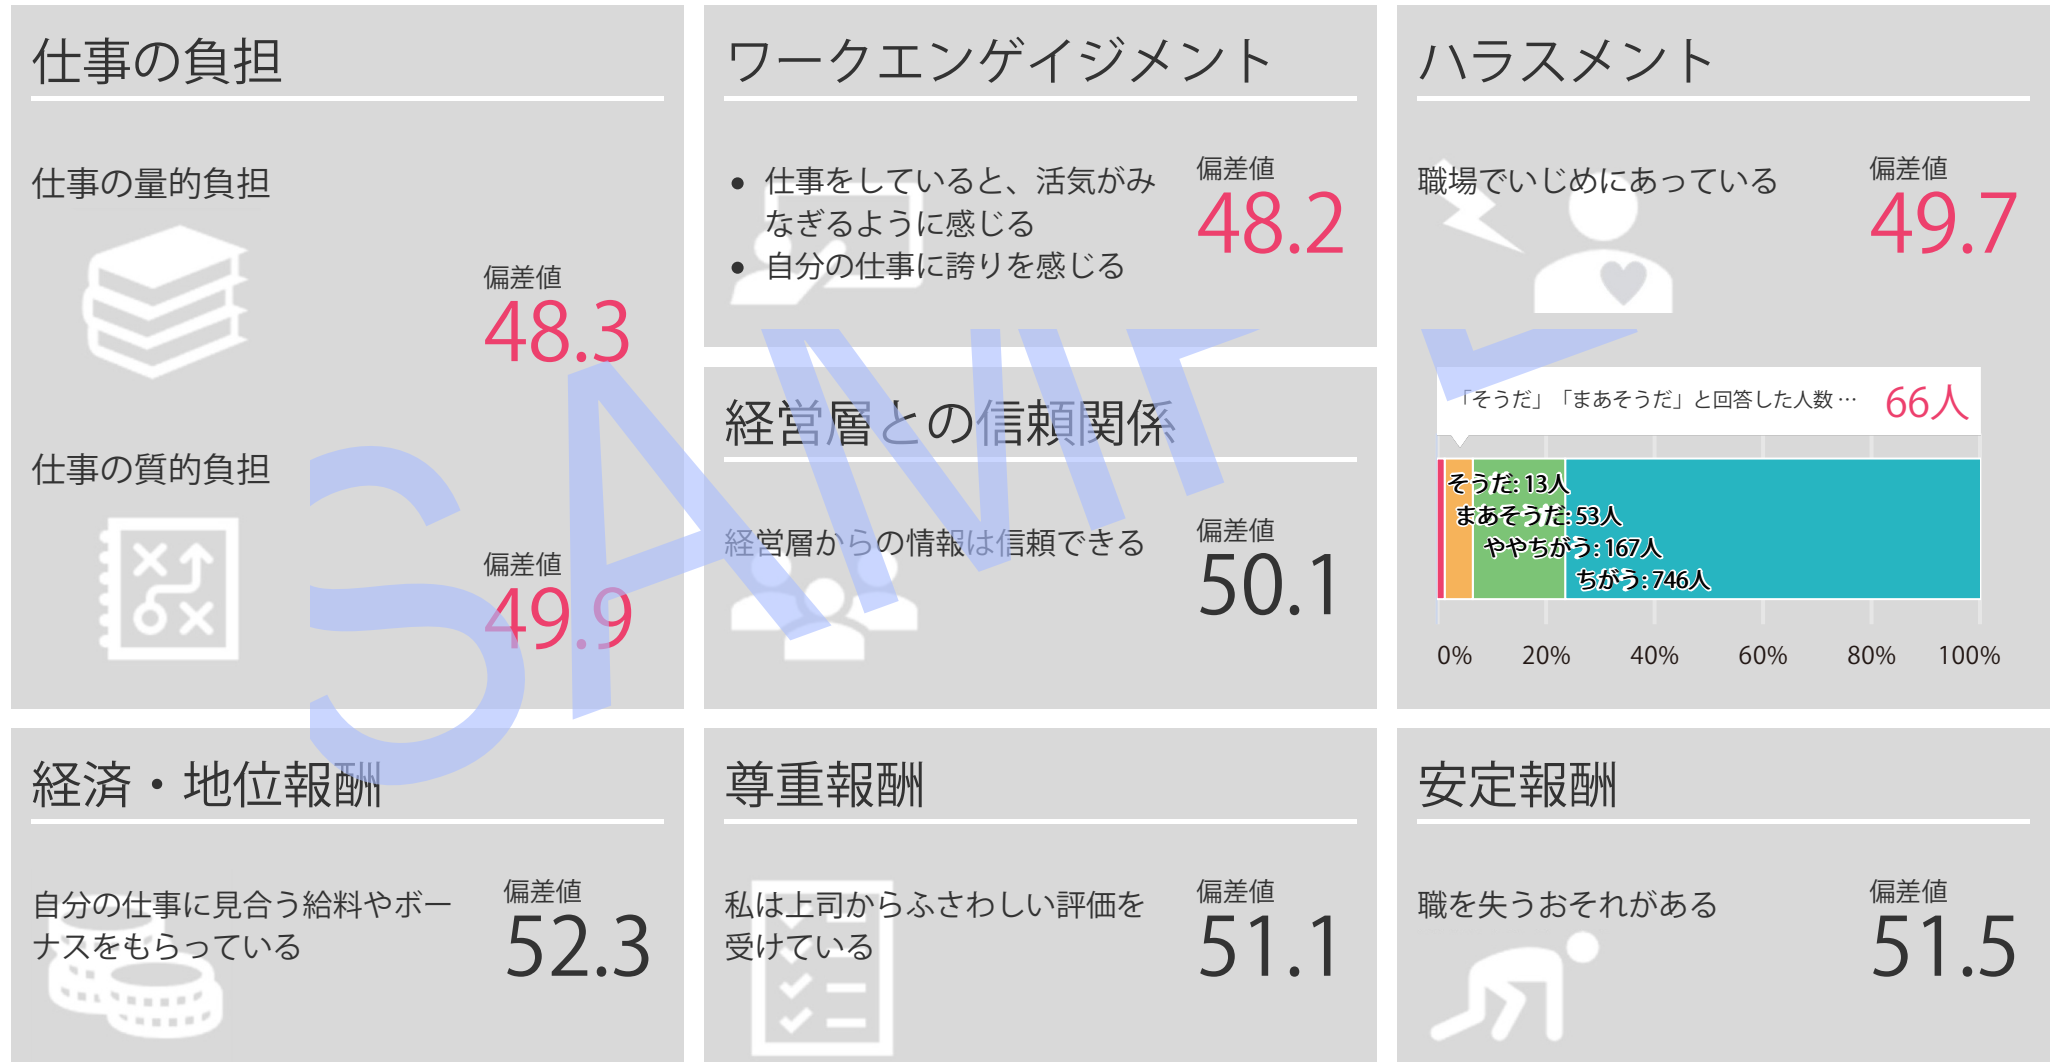 仕事の負担
仕事の量的負担
偏差値
48.3
仕事の質的負担
偏差値
49.9
ワークエンゲイジメント
• 仕事をしていると、活気がみ
なぎるように感じる
• 自分の仕事に誇りを感じる
偏差値
48.2
経営層との信頼関係
経営層からの情報は信頼できる
偏差値
50.1
ハラスメント
職場でいじめにあっている
偏差値
49.7
「そうだ」「まあそうだ」と回答した人数 … 66人
そうだ: 13人
まあそうだ: 53人
ややちがう: 167人
ちがう: 746人
0% 20% 40% 60% 80% 100%
経済・地位報酬
自分の仕事に見合う給料やボー
ナスをもらっている
偏差値
52.3
尊重報酬
私は上司からふさわしい評価を
受けている
偏差値
51.1
安定報酬
職を失うおそれがある
偏差値
51.5